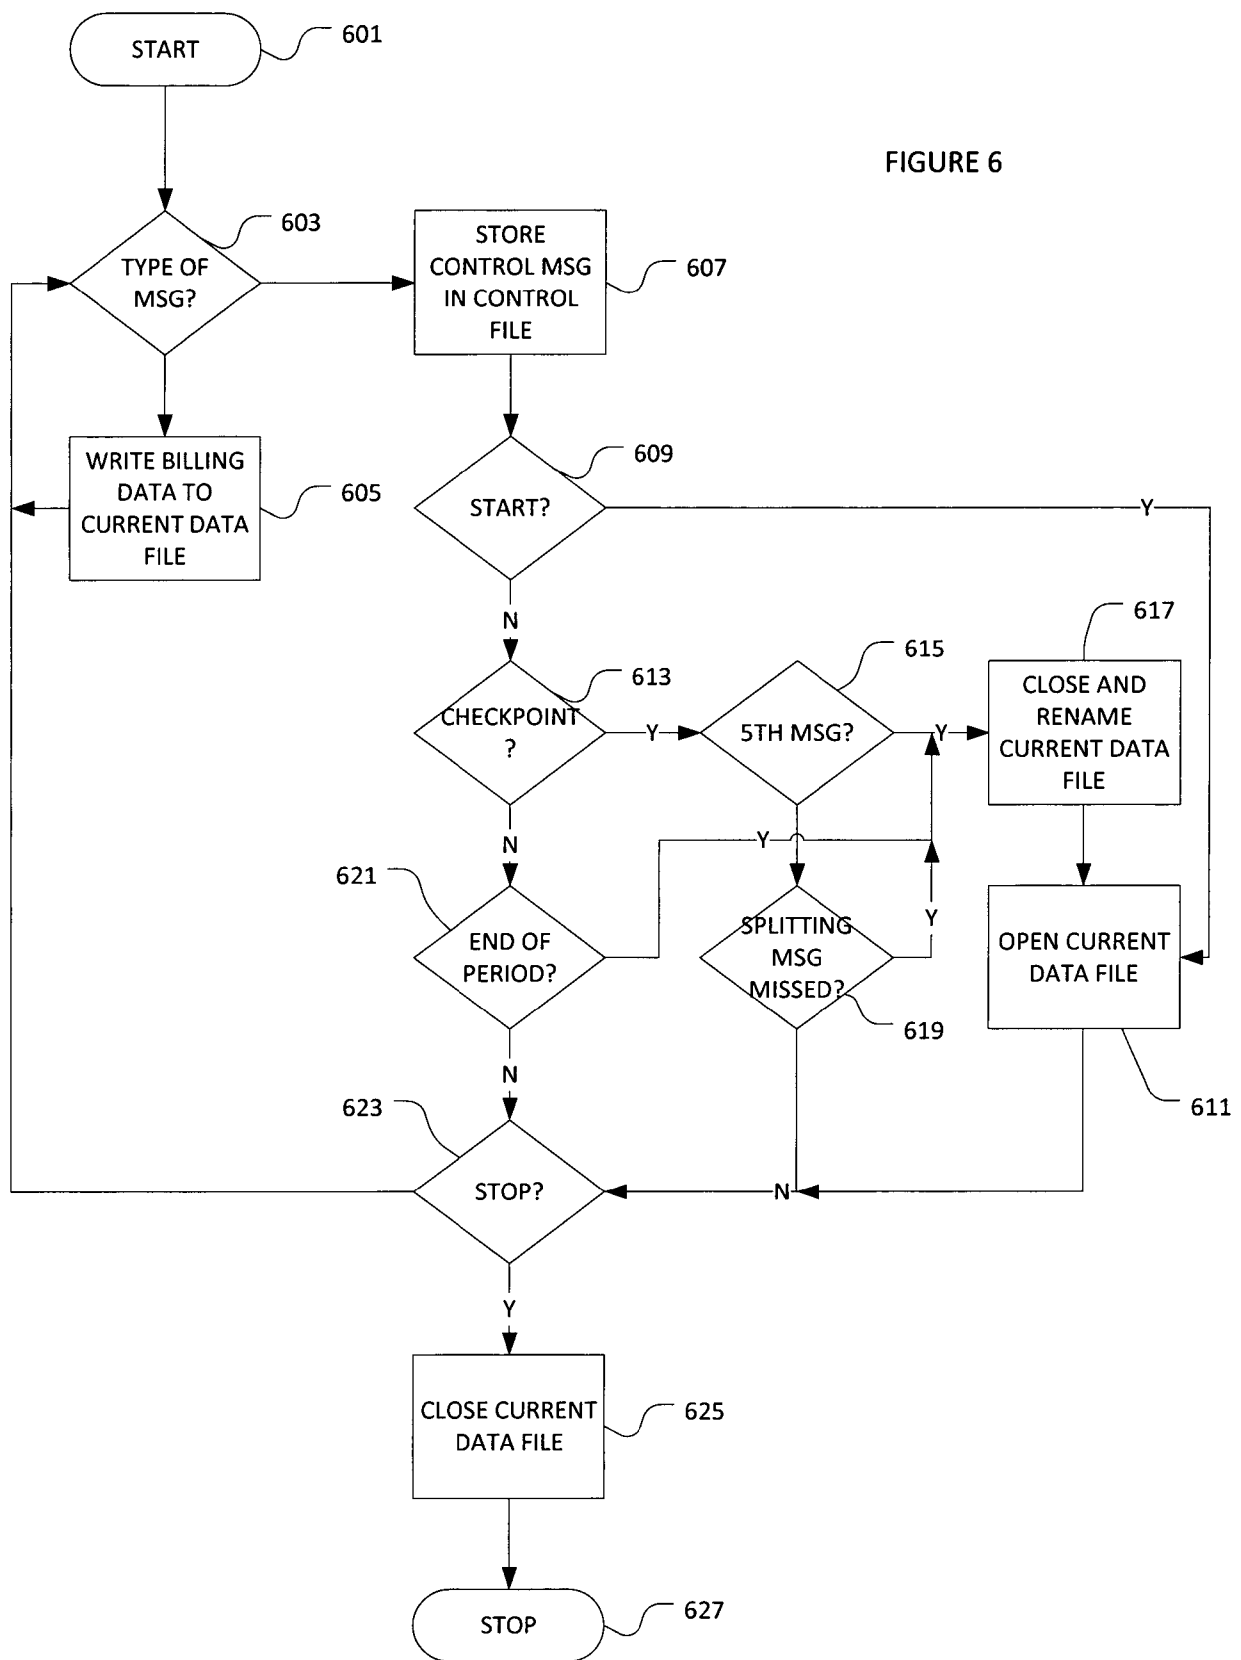 START
601
FIGURE 6
603
TYPE OF
MSG?
STORE
CONTROL MSG
IN CONTROL
FILE
607
WRITE BILLING
DATA TO
CURRENT DATA
FILE
605
609
START?
Y
N
613
CHECKPOINT
?
Y
615
5TH MSG?
Y
617
CLOSE AND
RENAME
CURRENT DATA
FILE
N
Y
621
END OF
PERIOD?
SPLITTING
MSG
MISSED?
Y
619
OPEN CURRENT
DATA FILE
611
N
623
STOP?
N
Y
CLOSE CURRENT
DATA FILE
625
STOP
627